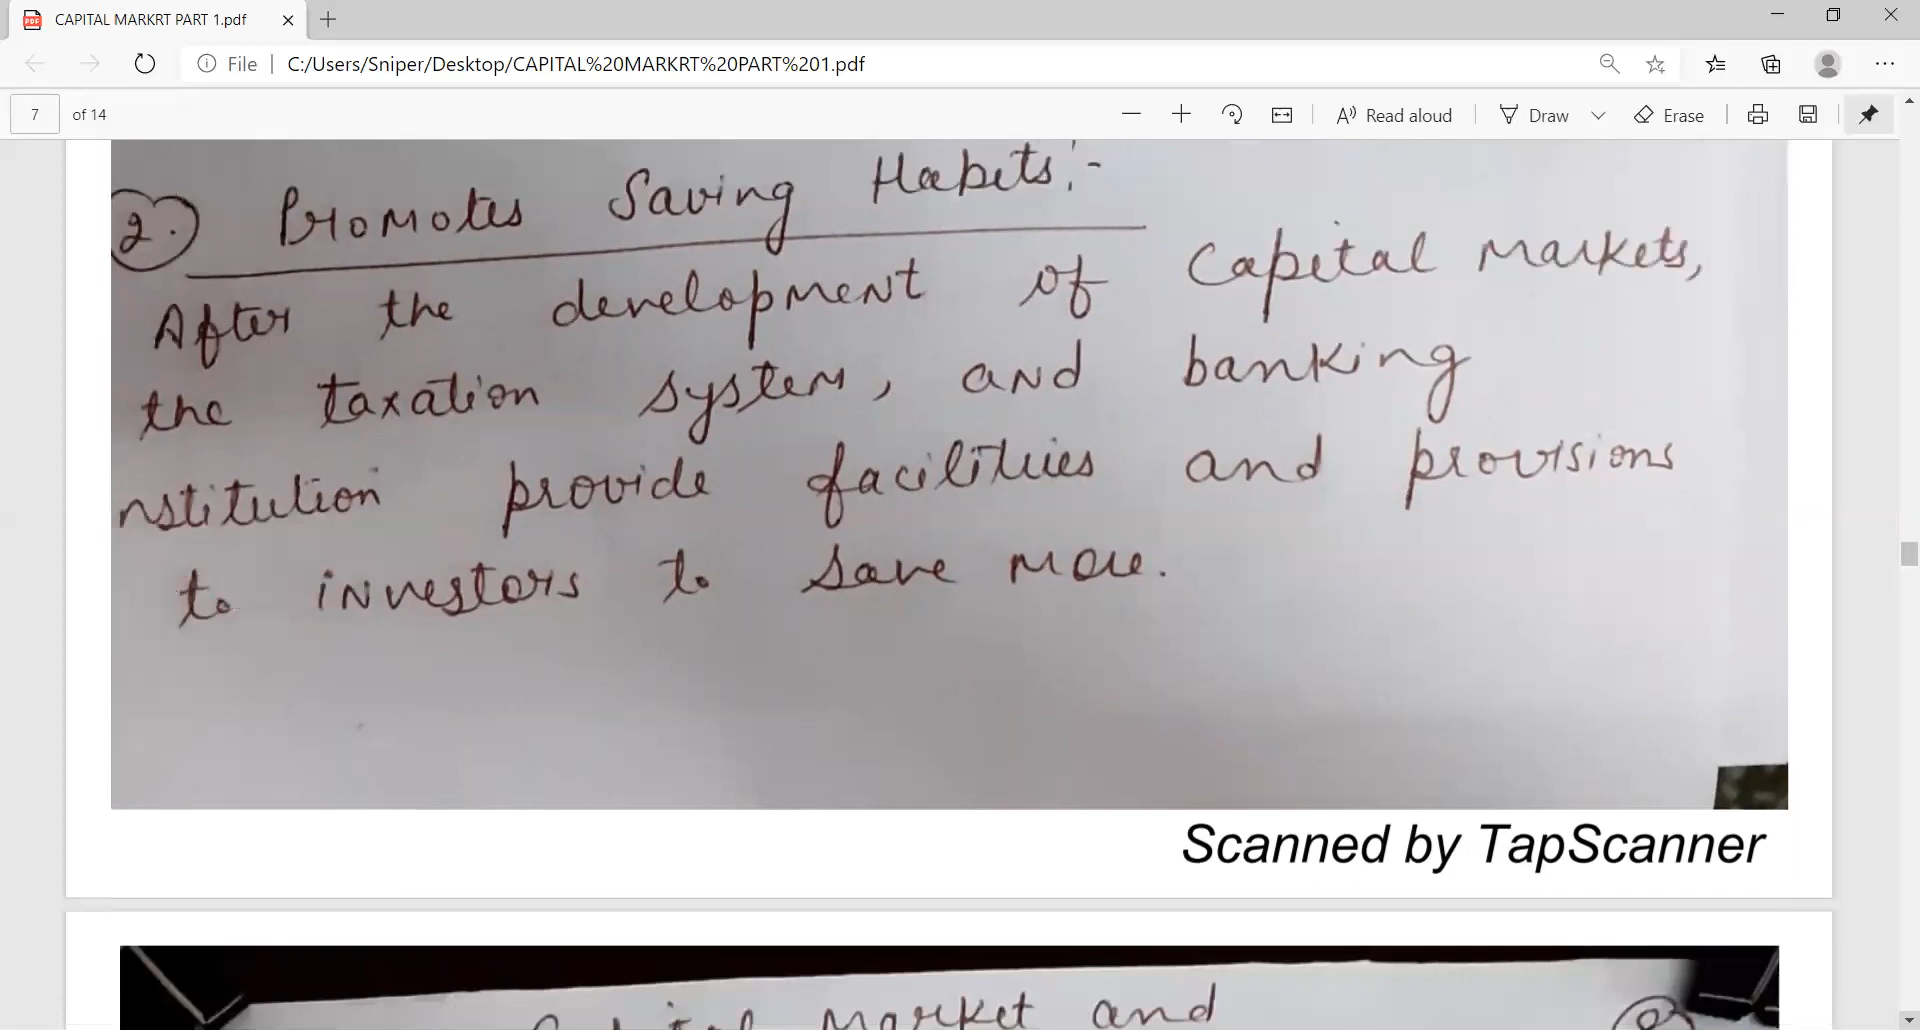 CAPITAL MARKRT PART 1.pdf
File
C:/Users/Sniper/Desktop/CAPITAL%20MARKRT%20PART%201.pdf
7 of 14
Read aloud
Draw
Erase
2. Promotes Saving Habits:-
After the development of Capital Markets,
the taxation system, and banking
nstitution provide facilities and provisions
to investors to save more.
Scanned by TapScanner
Market and